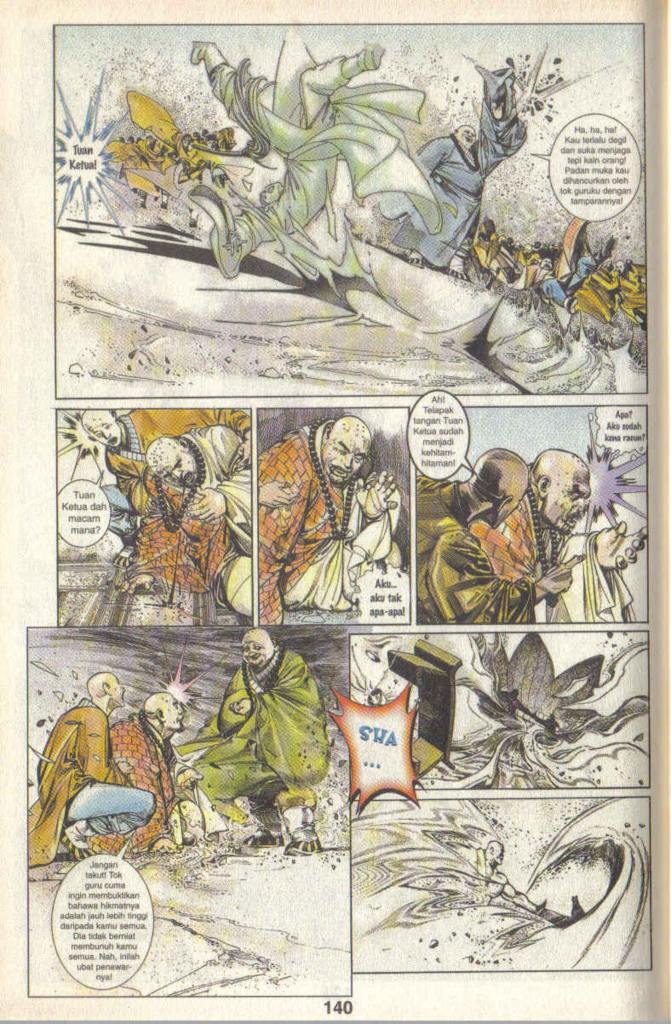 Tuan
Ketua!
Ha, ha, ha!
Kau terlalu degil
dan suka menjaga
tepi kain orang!
Padan muka kau
dihancurkan oleh
tok guruku dengan
tamparannya!
Tuan
Ketua dah
macam
mana?
Aku...
aku tak
apa-apa!
Ah!
Telapak
tangan Tuan
Ketua sudah
menjadi
kehitam-
hitaman!
Apa?
Aku sudah
kena racun?
Jangan
takut! Tok
guru cuma
ingin membuktikan
bahawa hikmatnya
adalah jauh lebih tinggi
daripada kamu semua.
Dia tidak berniat
membunuh kamu
semua. Nah, inilah
ubat penawar-
nya!
SHA
...
140